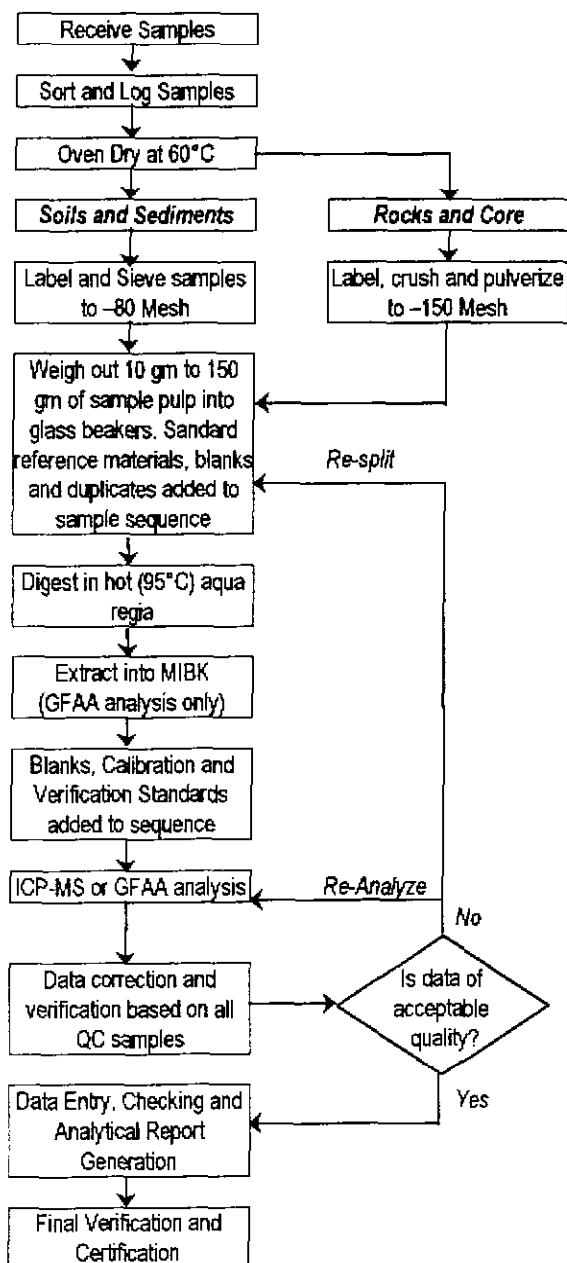 Receive Samples
Sort and Log Samples
Oven Dry at 60°C
Soils and Sediments
Rocks and Core
Label and Sieve samples
to –80 Mesh
Label, crush and pulverize
to –150 Mesh
Weigh out 10 gm to 150
gm of sample pulp into
glass beakers. Sandard
reference materials, blanks
and duplicates added to
sample sequence
Re-split
Digest in hot (95°C) aqua
regia
Extract into MIBK
(GFAA analysis only)
Blanks, Calibration and
Verification Standards
added to sequence
ICP-MS or GFAA analysis
Re-Analyze
No
Data correction and
verification based on all
QC samples
Is data of
acceptable
quality?
Yes
Data Entry, Checking and
Analytical Report
Generation
Final Verification and
Certification